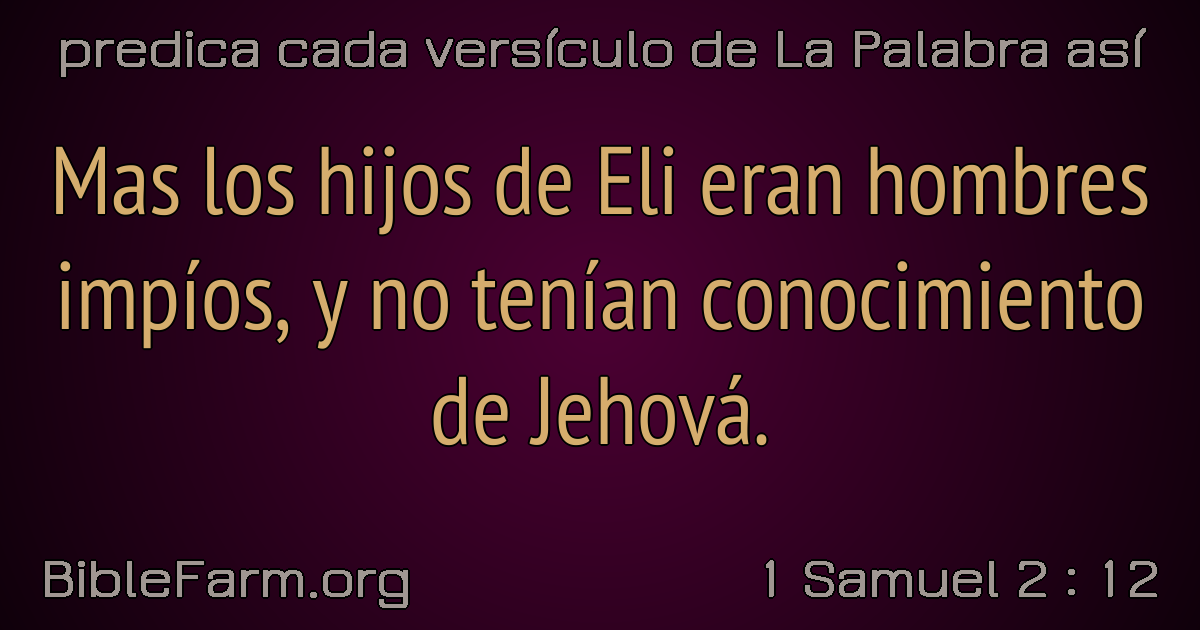 predica cada versículo de La Palabra así
Mas los hijos de Eli eran hombres
impíos, y no tenían conocimiento
de Jehová.
BibleFarm.org
1 Samuel 2 : 12